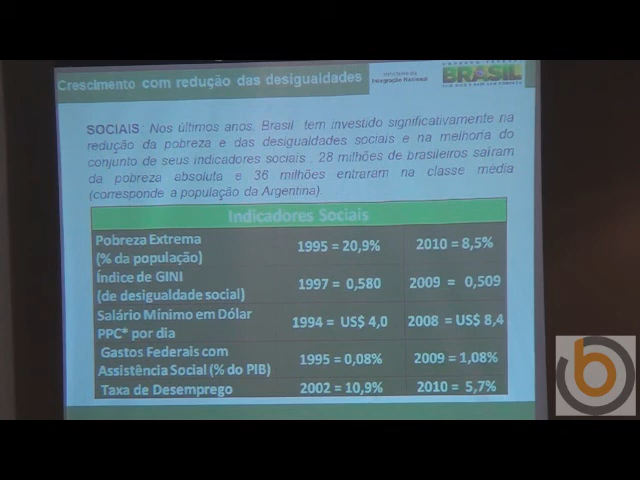 Crescimento com redução das desigualdades
Ministério da
Integração Nacional
BRASIL
SOCIAIS: Nos últimos anos, Brasil tem investido significativamente na
redução da pobreza e das desigualdades sociais e na melhoria do
conjunto de seus indicadores sociais . 28 milhões de brasileiros saíram
da pobreza absoluta e 36 milhões entraram na classe média
(corresponde a população da Argentina).
Indicadores Sociais
Pobreza Extrema
(% da população)
1995 = 20,9%
2010 = 8,5%
Índice de GINI
(de desigualdade social)
1997 = 0,580
2009 = 0,509
Salário Mínimo em Dólar
PPC* por dia
1994 = US$ 4,0
2008 = US$ 8,4
Gastos Federais com
Assistência Social (% do PIB)
1995 = 0,08%
2009 = 1,08%
Taxa de Desemprego
2002 = 10,9%
2010 = 5,7%
b